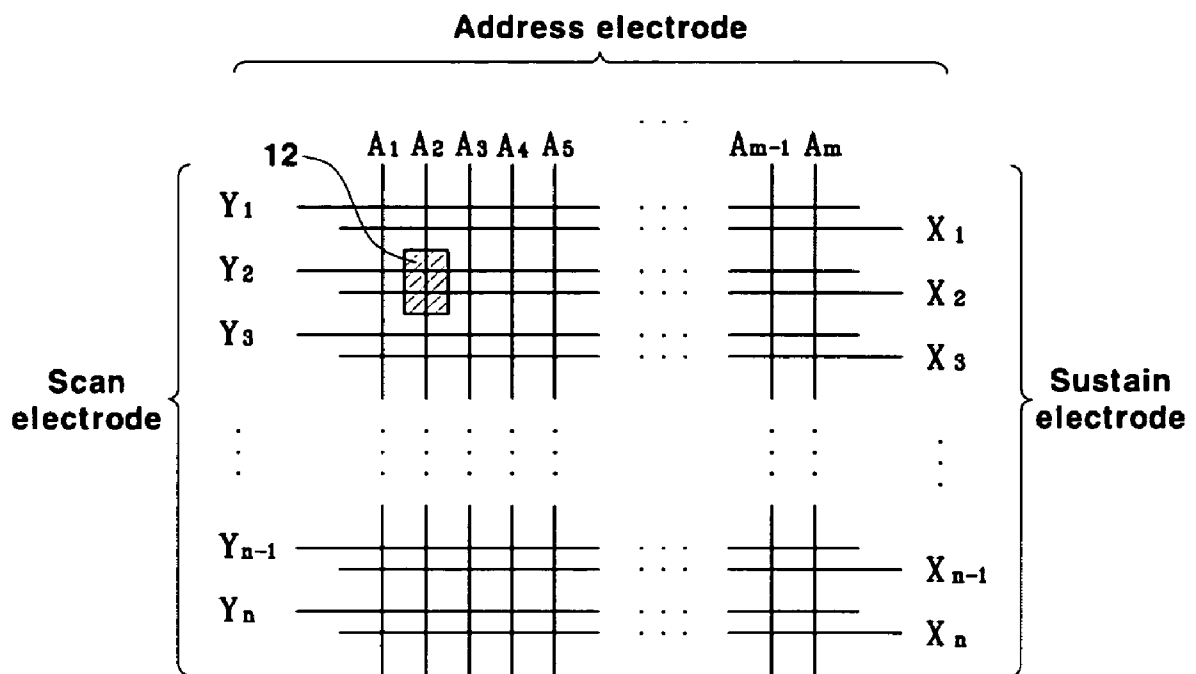 Address electrode
. . .
12
A1 A2 A3 A4 A5 Am-1 Am
Y1
. . .
X1
Y2
. . .
X2
Y3
. . .
X3
Scan
electrode
Sustain
electrode
Yn-1
. . .
Xn-1
Yn
. . .
Xn